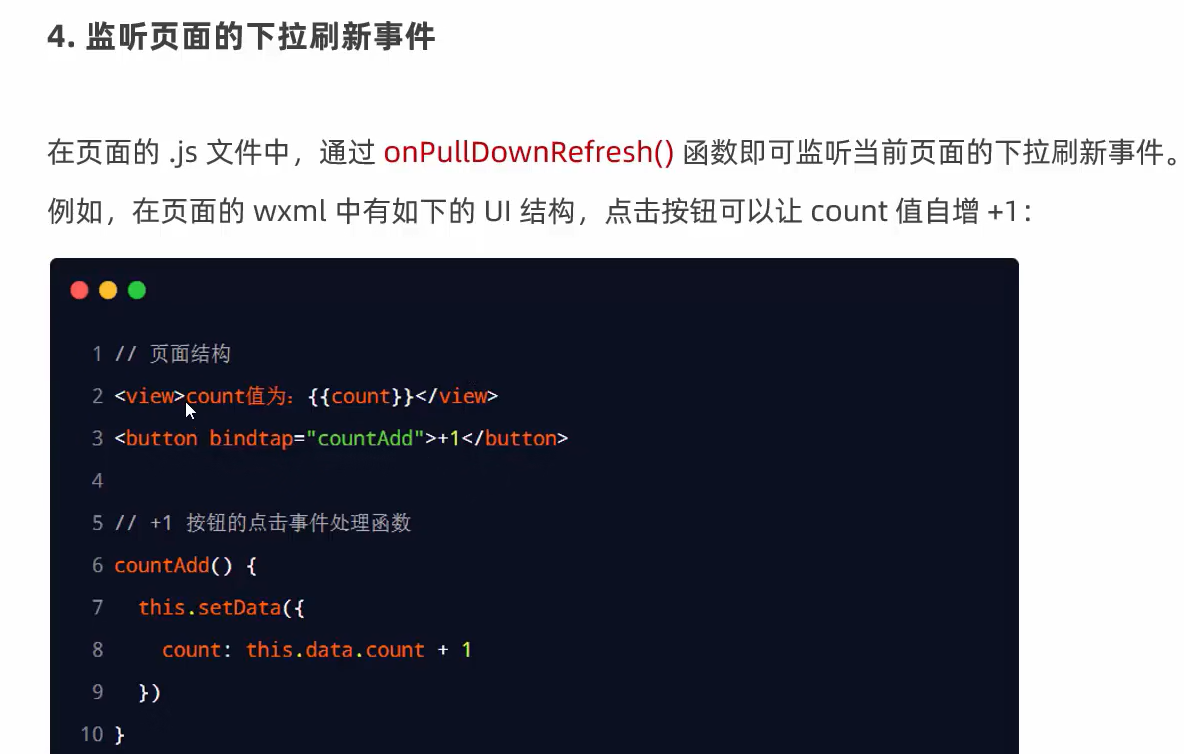 4. 监听页面的下拉刷新事件
在页面的 .js 文件中，通过 onPullDownRefresh() 函数即可监听当前页面的下拉刷新事件。
例如，在页面的 wxml 中有如下的 UI 结构，点击按钮可以让 count 值自增 +1：
1 // 页面结构
2 <view>count值为：{{count}}</view>
3 <button bindtap="countAdd">+1</button>
4
5 // +1 按钮的点击事件处理函数
6 countAdd() {
7   this.setData({
8     count: this.data.count + 1
9   })
10 }